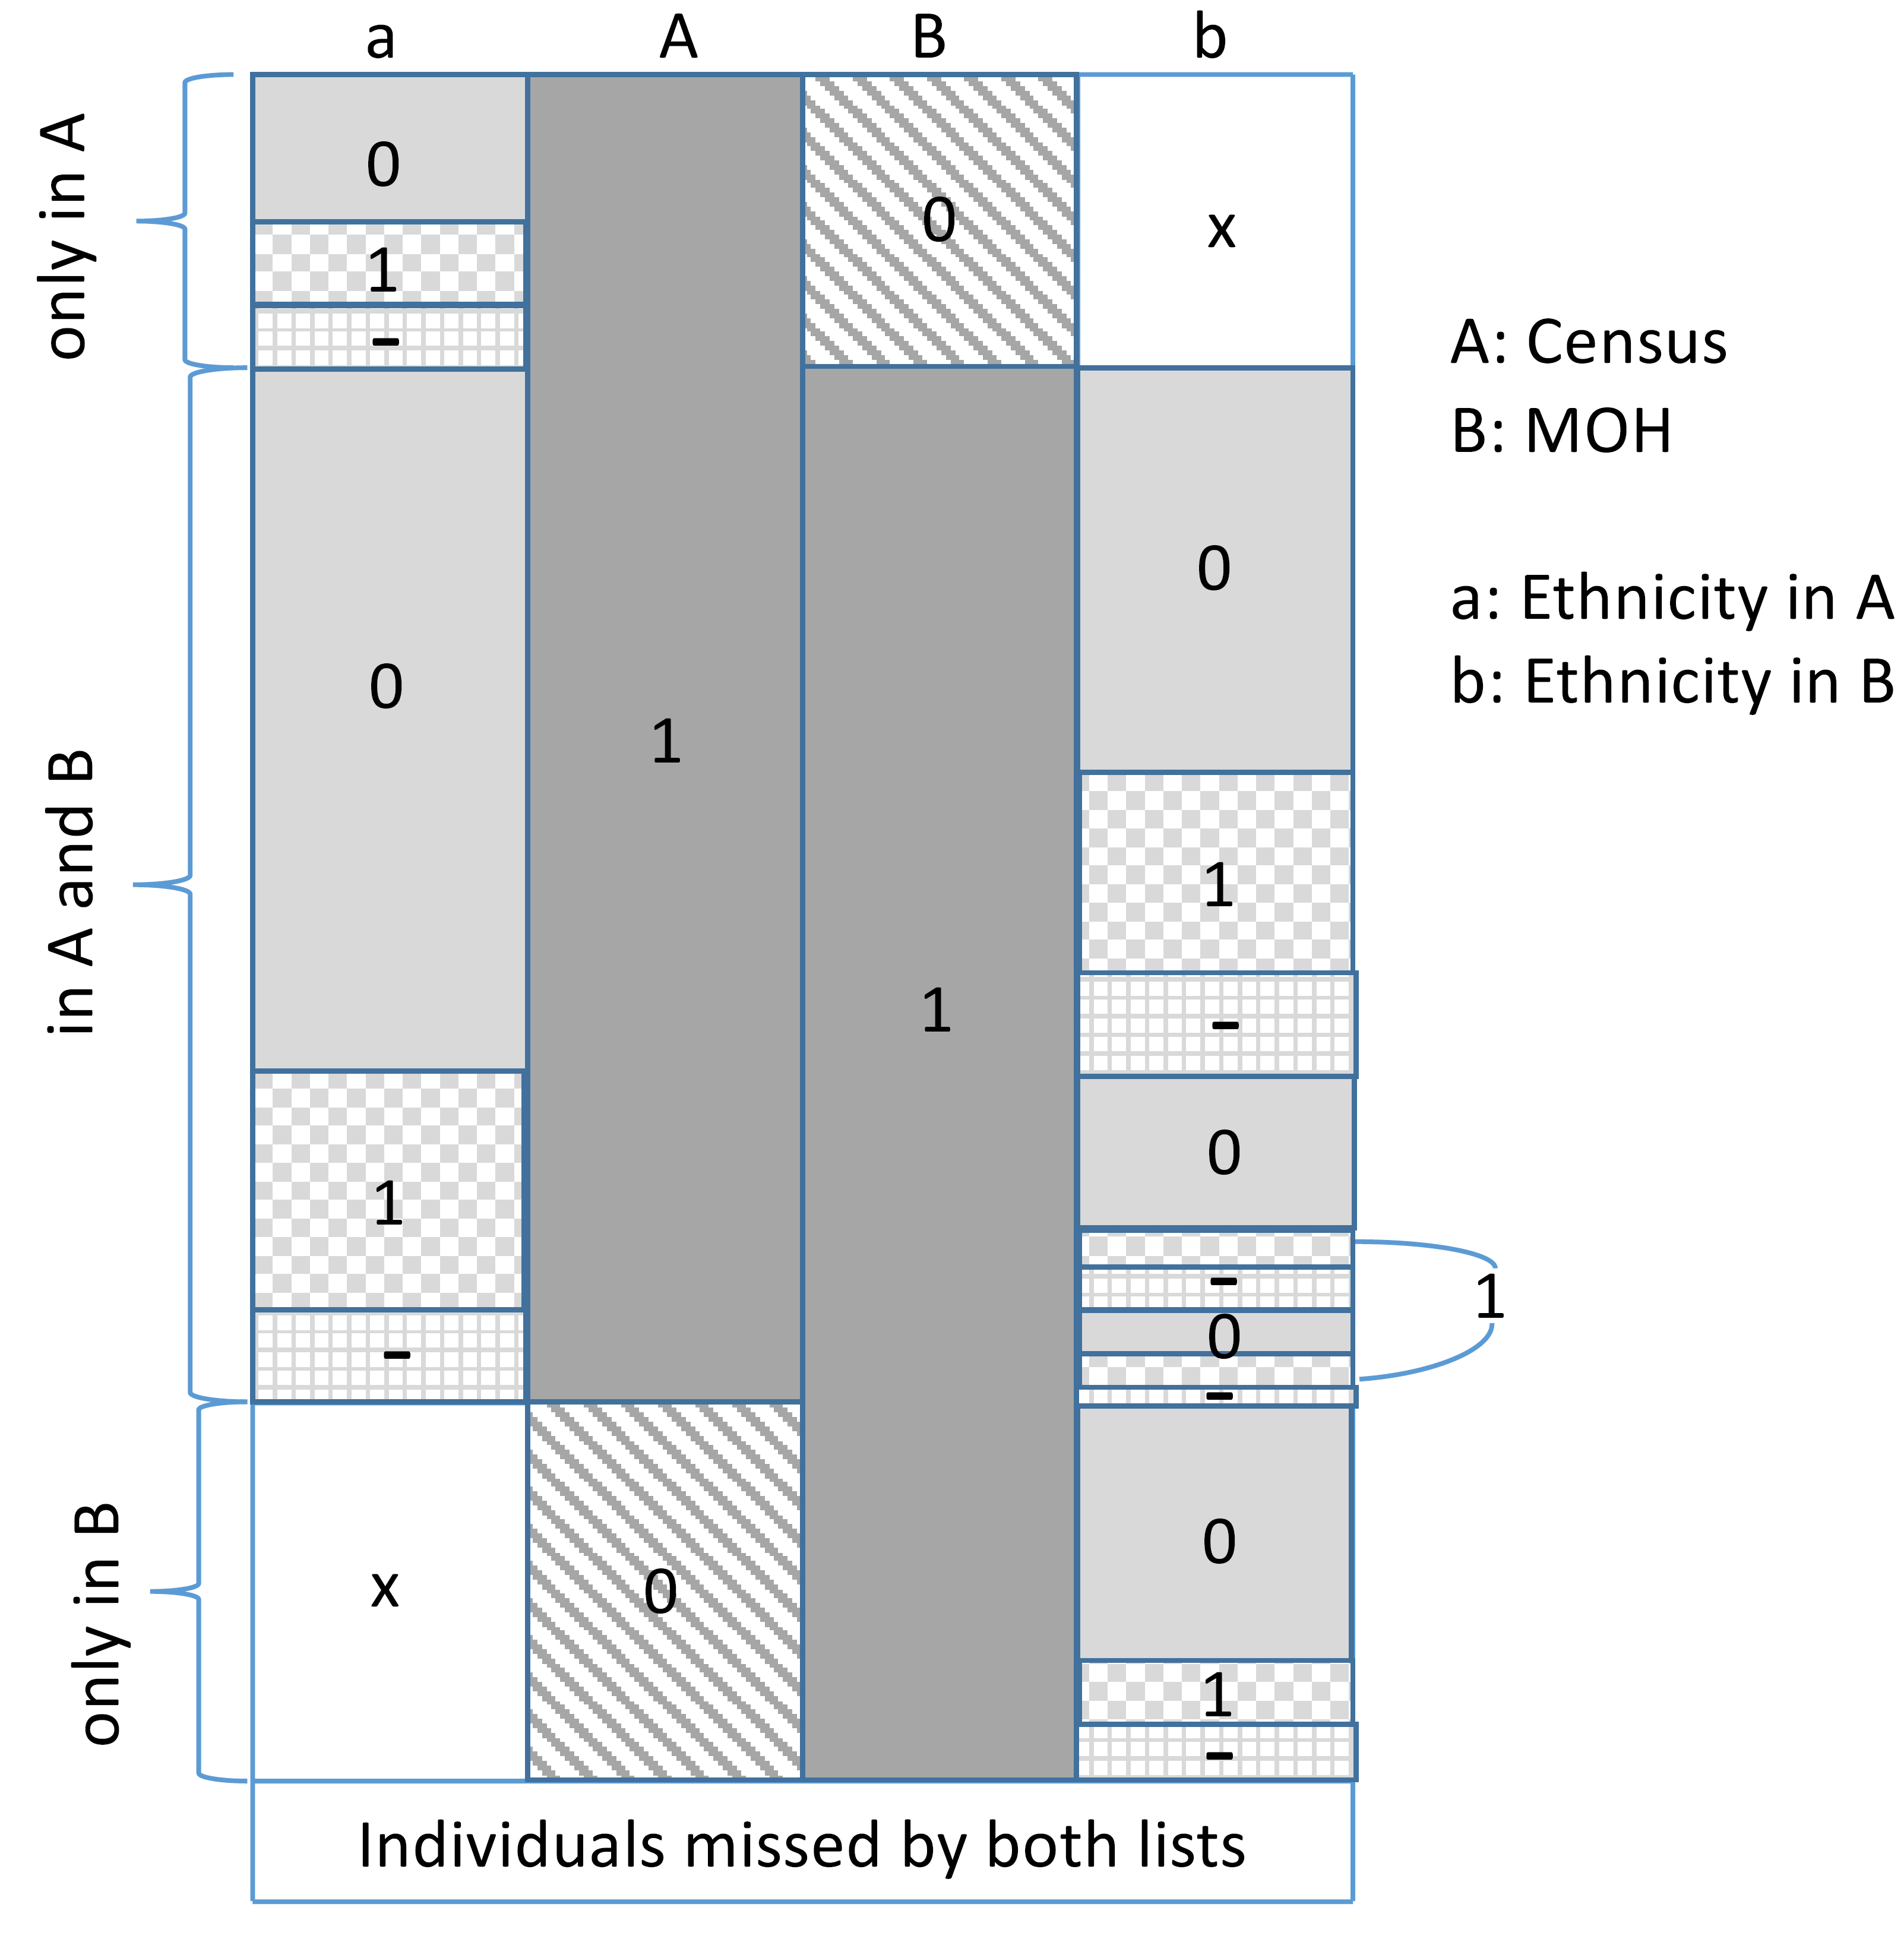 a A B b
only in A
0
1
-
0
x
A: Census
B: MOH
a: Ethnicity in A
b: Ethnicity in B
in A and B
0
1
-
1
1
0
1
-
0
-
0
-
1
only in B
x
0
0
1
-
Individuals missed by both lists